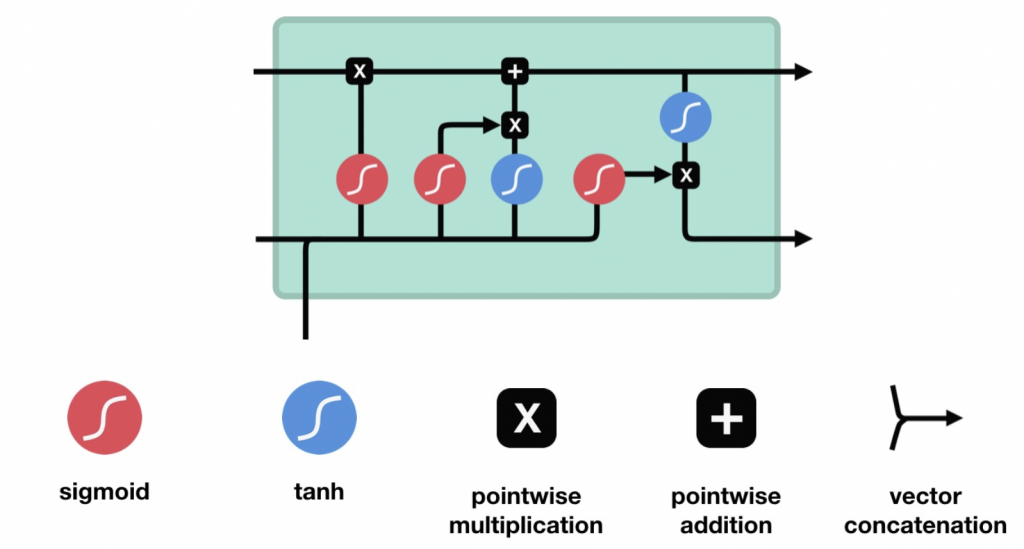 X
+
X
X
X
+
sigmoid
tanh
pointwise
multiplication
pointwise
addition
vector
concatenation